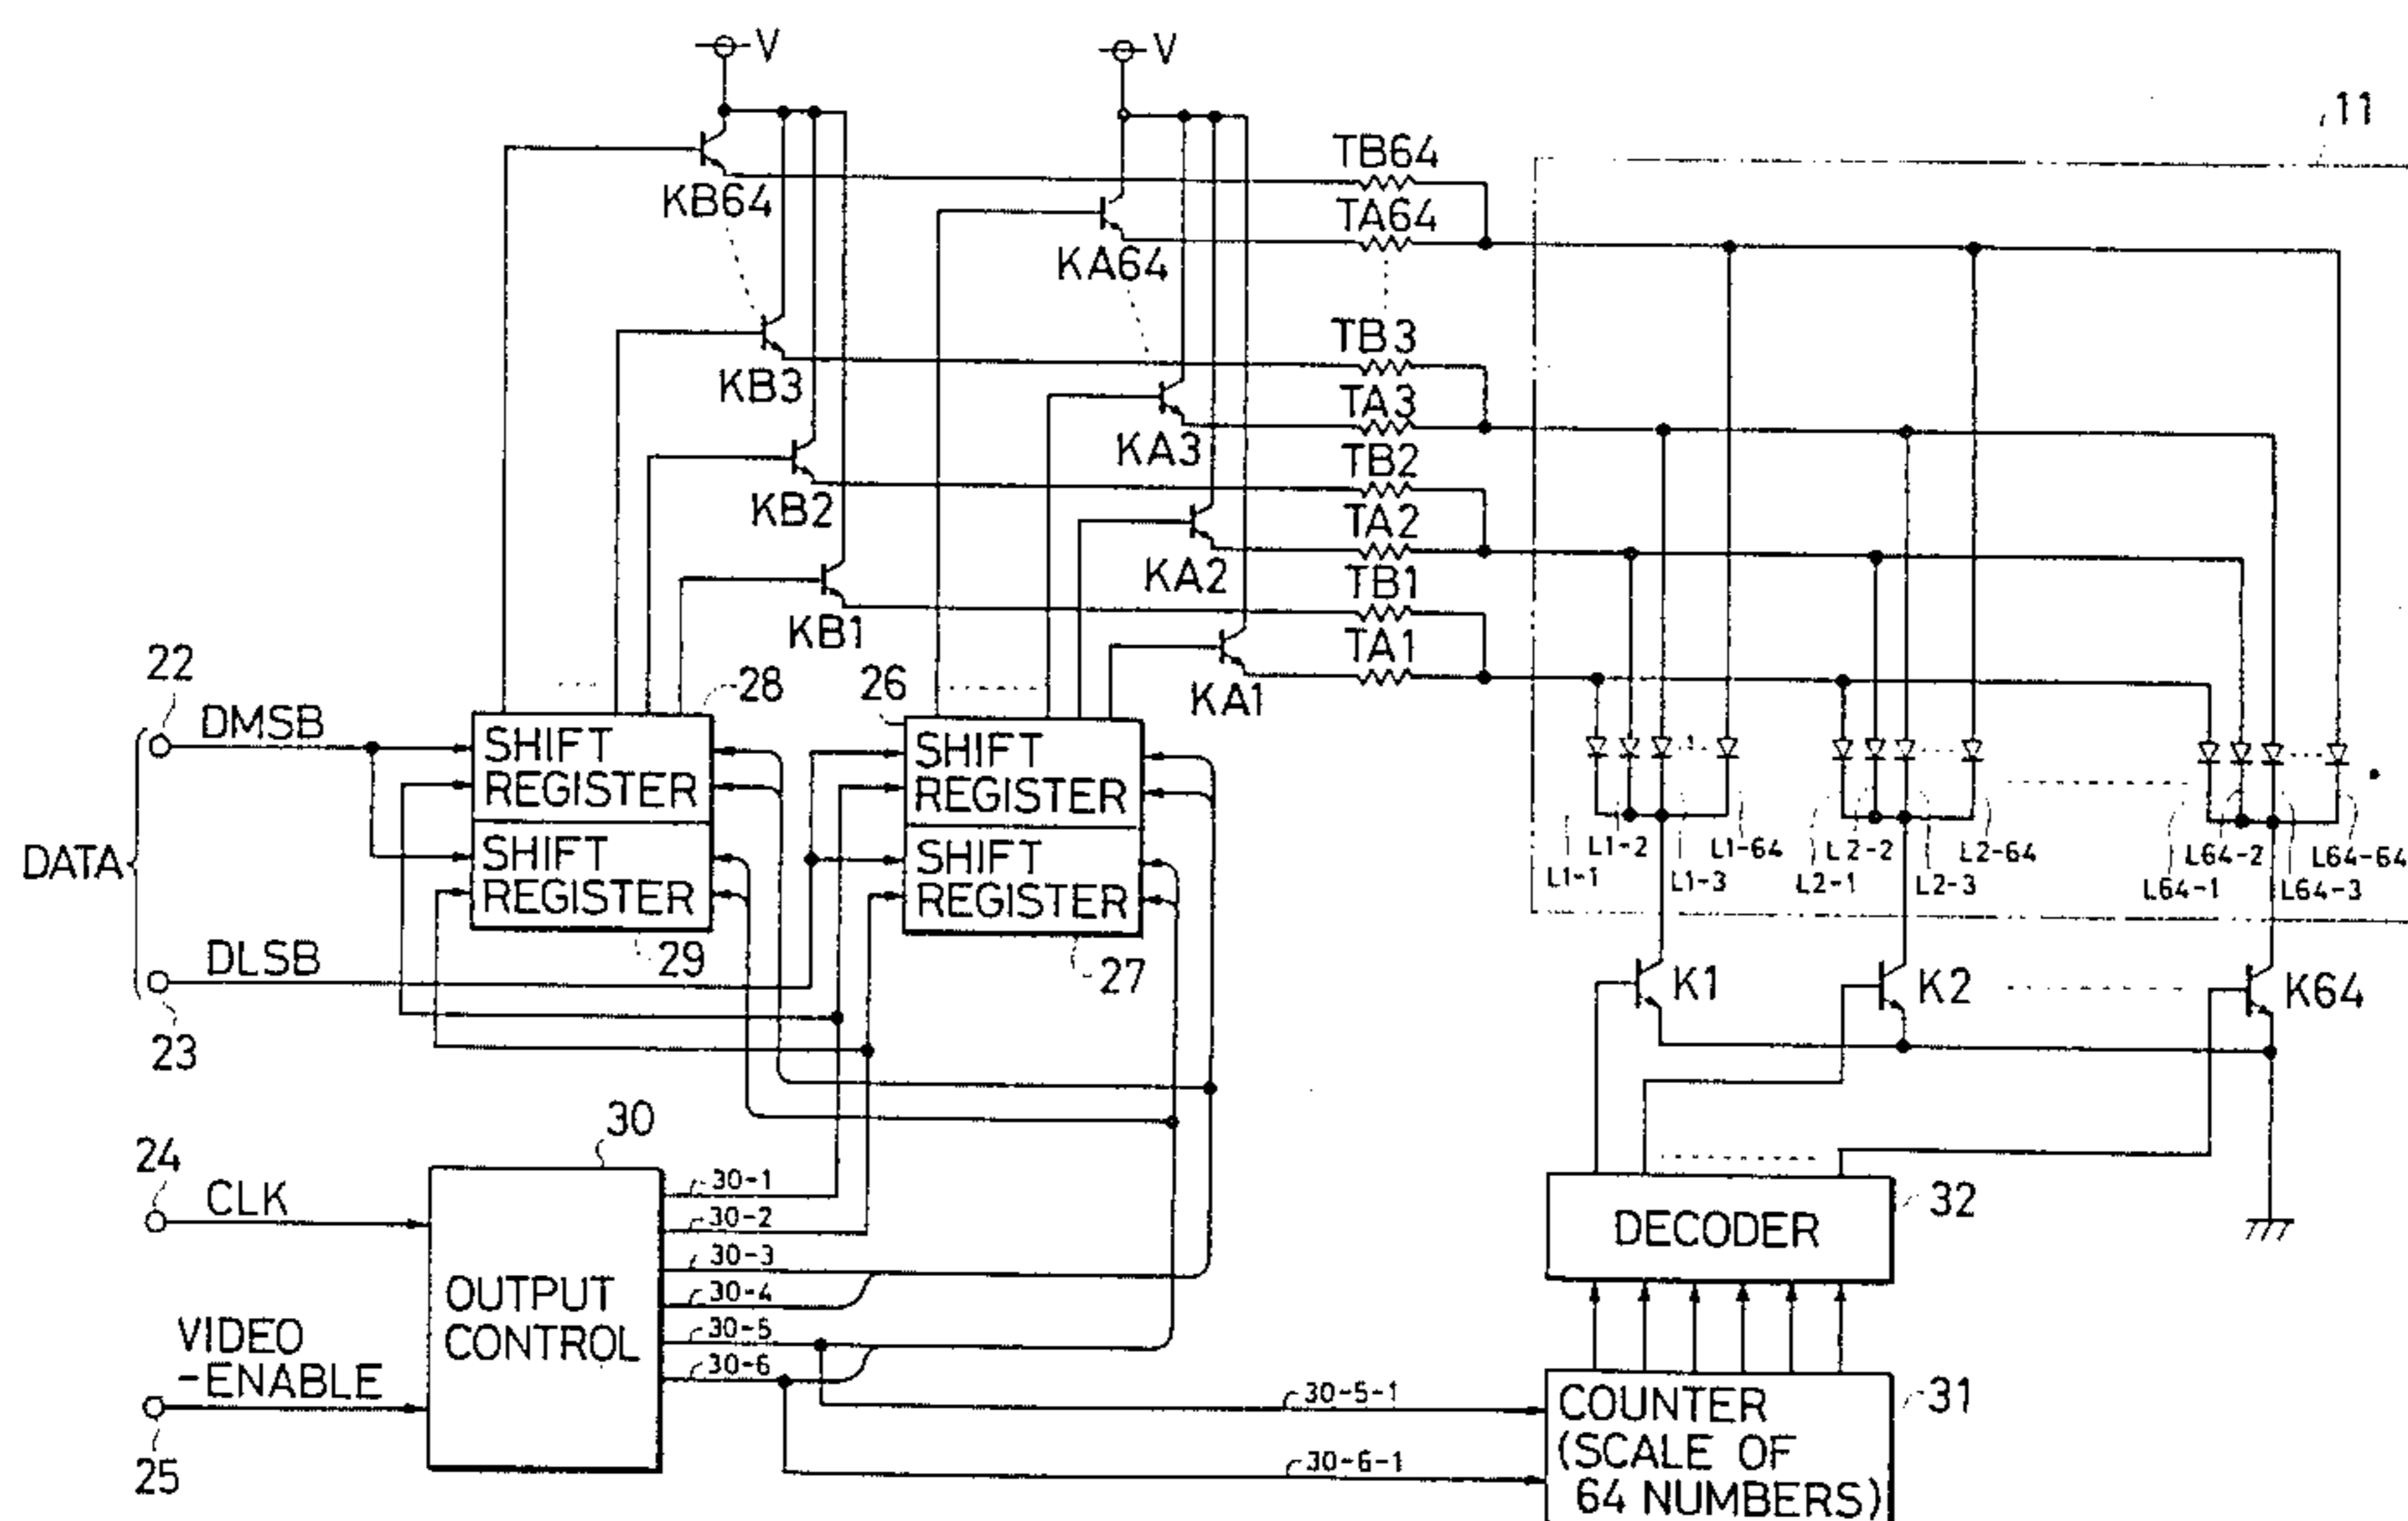 V
V
11
TB64
KB64
TA64
KA64
TB3
KB3
TA3
KA3
TB2
KB2
TA2
KA2
TB1
KB1
TA1
KA1
22
28
26
DMSB
SHIFT
REGISTER
SHIFT
REGISTER
SHIFT
REGISTER
SHIFT
REGISTER
DATA
L1-2
L1-64
L2-2
L2-64
L64-2
L64-64
L1-1
L1-3
L2-1
L2-3
L64-1
L64-3
DLSB
29
27
K1
K2
K64
23
30
24
CLK
30-1
30-2
30-3
30-4
30-5
30-6
OUTPUT
CONTROL
VIDEO
-ENABLE
25
DECODER
32
30-5-1
30-6-1
COUNTER
(SCALE OF
64 NUMBERS)
31